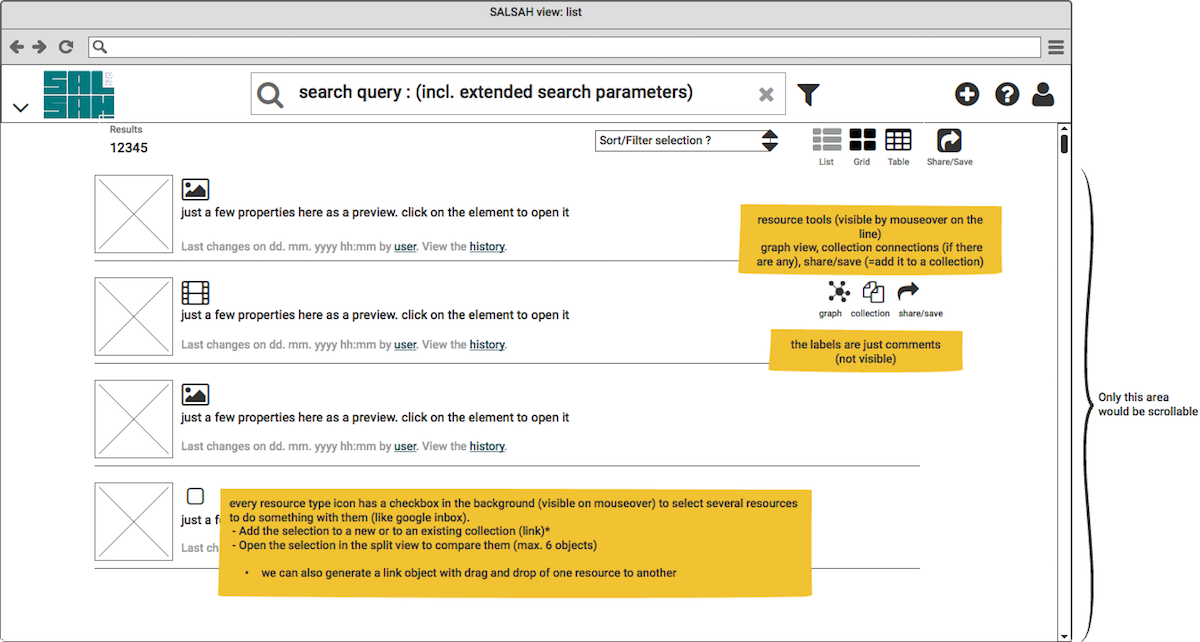 SALSAH view: list
SAL
SAH
search query : (incl. extended search parameters)
Results
12345
Sort/Filter selection ?
List
Grid
Table
Share/Save
just a few properties here as a preview. click on the element to open it
Last changes on dd. mm. yyyy hh:mm by user. View the history.
resource tools (visible by mouseover on the
line)
graph view, collection connections (if there
are any), share/save (=add it to a collection)
just a few properties here as a preview. click on the element to open it
Last changes on dd. mm. yyyy hh:mm by user. View the history.
graph
collection
share/save
the labels are just comments
(not visible)
Only this area
would be scrollable
just a few properties here as a preview. click on the element to open it
Last changes on dd. mm. yyyy hh:mm by user. View the history.
just a f
Last ch
every resource type icon has a checkbox in the background (visible on mouseover) to select several resources
to do something with them (like google inbox).
- Add the selection to a new or to an existing collection (link)*
- Open the selection in the split view to compare them (max. 6 objects)
• we can also generate a link object with drag and drop of one resource to another